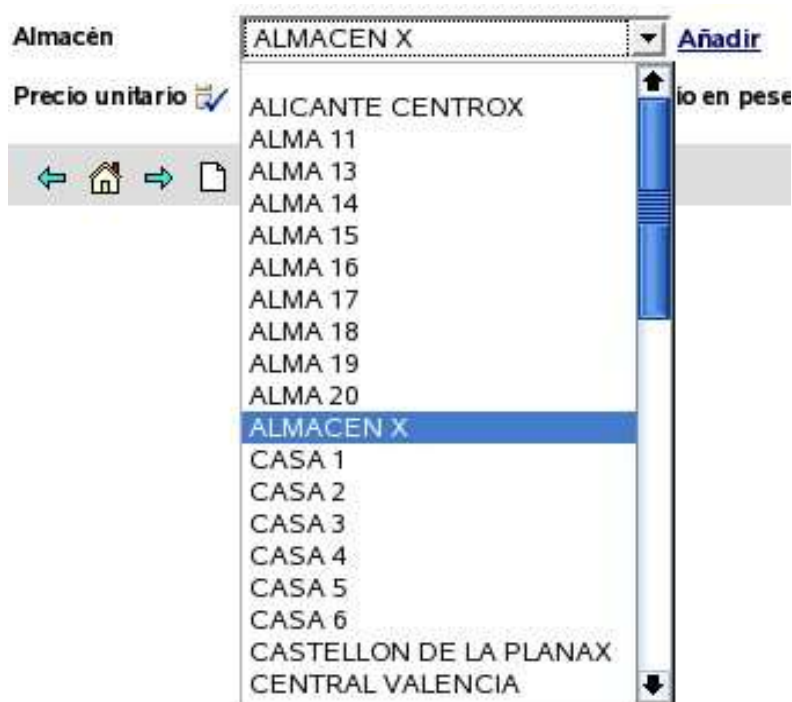 Almacén ALMACEN X Añadir
Precio unitario io en pese
ALICANTE CENTROX
ALMA 11
ALMA 13
ALMA 14
ALMA 15
ALMA 16
ALMA 17
ALMA 18
ALMA 19
ALMA 20
ALMACEN X
CASA 1
CASA 2
CASA 3
CASA 4
CASA 5
CASA 6
CASTELLON DE LA PLANAX
CENTRAL VALENCIA